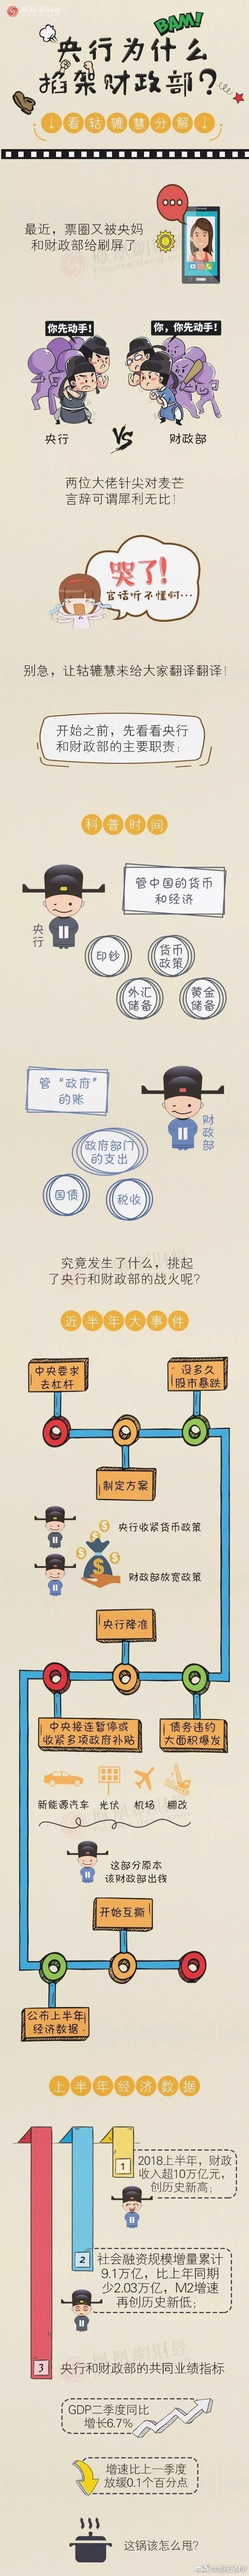 凤凰网财经
BAM!
央行为什么
掐架财政部?
↓看轱辘慧分解↓
最近，票圈又被央妈
和财政部给刷屏了
你先动手!
你，你先动手!
央行
VS
财政部
两位大佬针尖对麦芒
言辞可谓犀利无比!
哭了!
官话听不懂啊…
别急，让轱辘慧来给大家翻译翻译!
开始之前，先看看央行
和财政部的主要职责:
科普时间
央行
管中国的货币
和经济
印钞
货币
政策
外汇
储备
黄金
储备
管“政府”
的账
财政部
政府部门
的支出
国债
税收
究竟发生了什么，挑起
了央行和财政部的战火呢?
近半年大事件
中央要求
去杠杆
没多久
股市暴跌
制定方案
央行收紧货币政策
财政部放宽政策
央行降准
中央接连暂停或
收紧多项政府补贴
债务违约
大面积爆发
新能源汽车
光伏
机场
棚改
这部分原本
该财政部出钱
开始互撕
公布上半年
经济数据
上半年经济数据
1
2018上半年，财政
收入超10万亿元，
创历史新高;
2
社会融资规模增量累计
9.1万亿，比上年同期
少2.03万亿，M2增速
再创历史新低;
3
央行和财政部的共同业绩指标
GDP二季度同比
增长6.7%
增速比上一季度
放缓0.1个百分点
这锅该怎么甩?